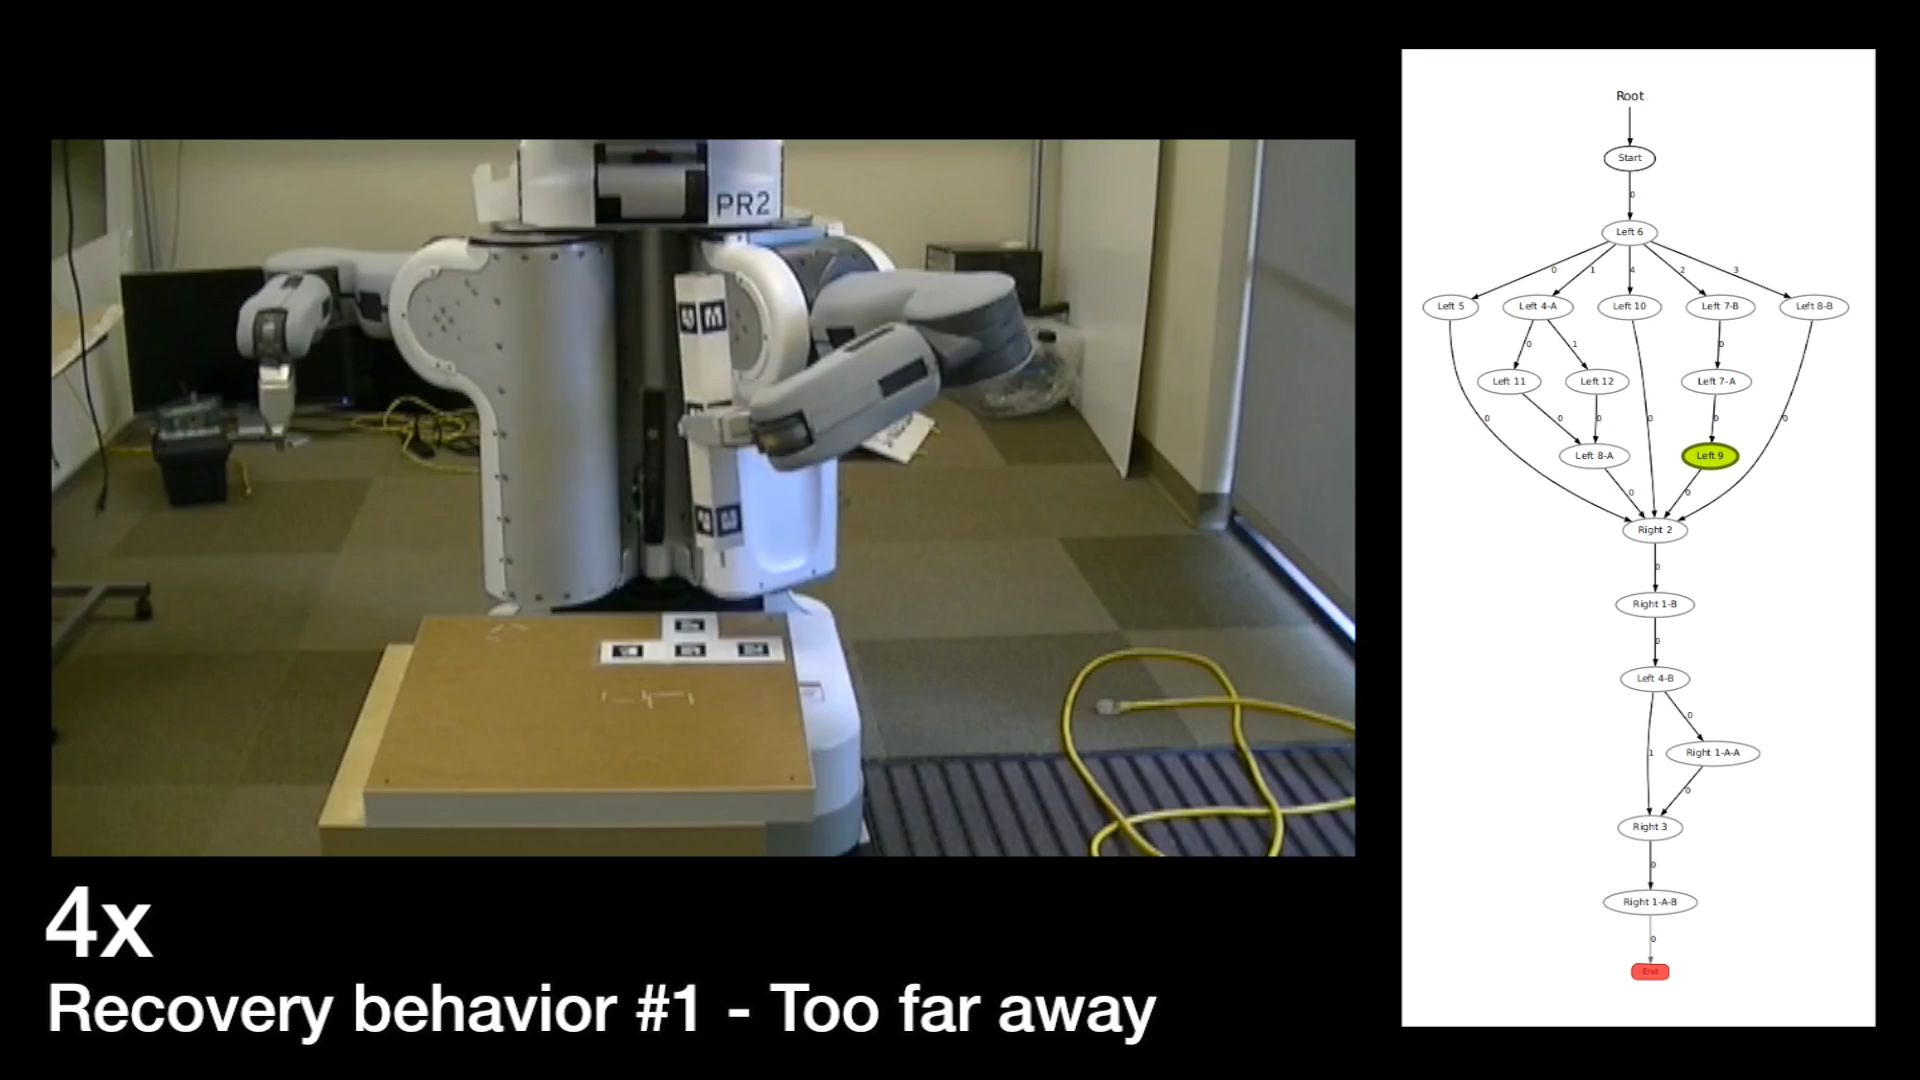 PR2
4x
Recovery behavior #1 - Too far away
Root
Start
0
Left 6
0 1 4 2 3
Left 5 Left 4-A Left 10 Left 7-B Left 8-B
0 1 0
Left 11 Left 12 Left 7-A
0 0 0 0 0 0
Left 8-A Left 9
0 0
Right 2
0
Right 1-B
0
Left 4-B
0
1 Right 1-A-A
0
Right 3
0
Right 1-A-B
0
End